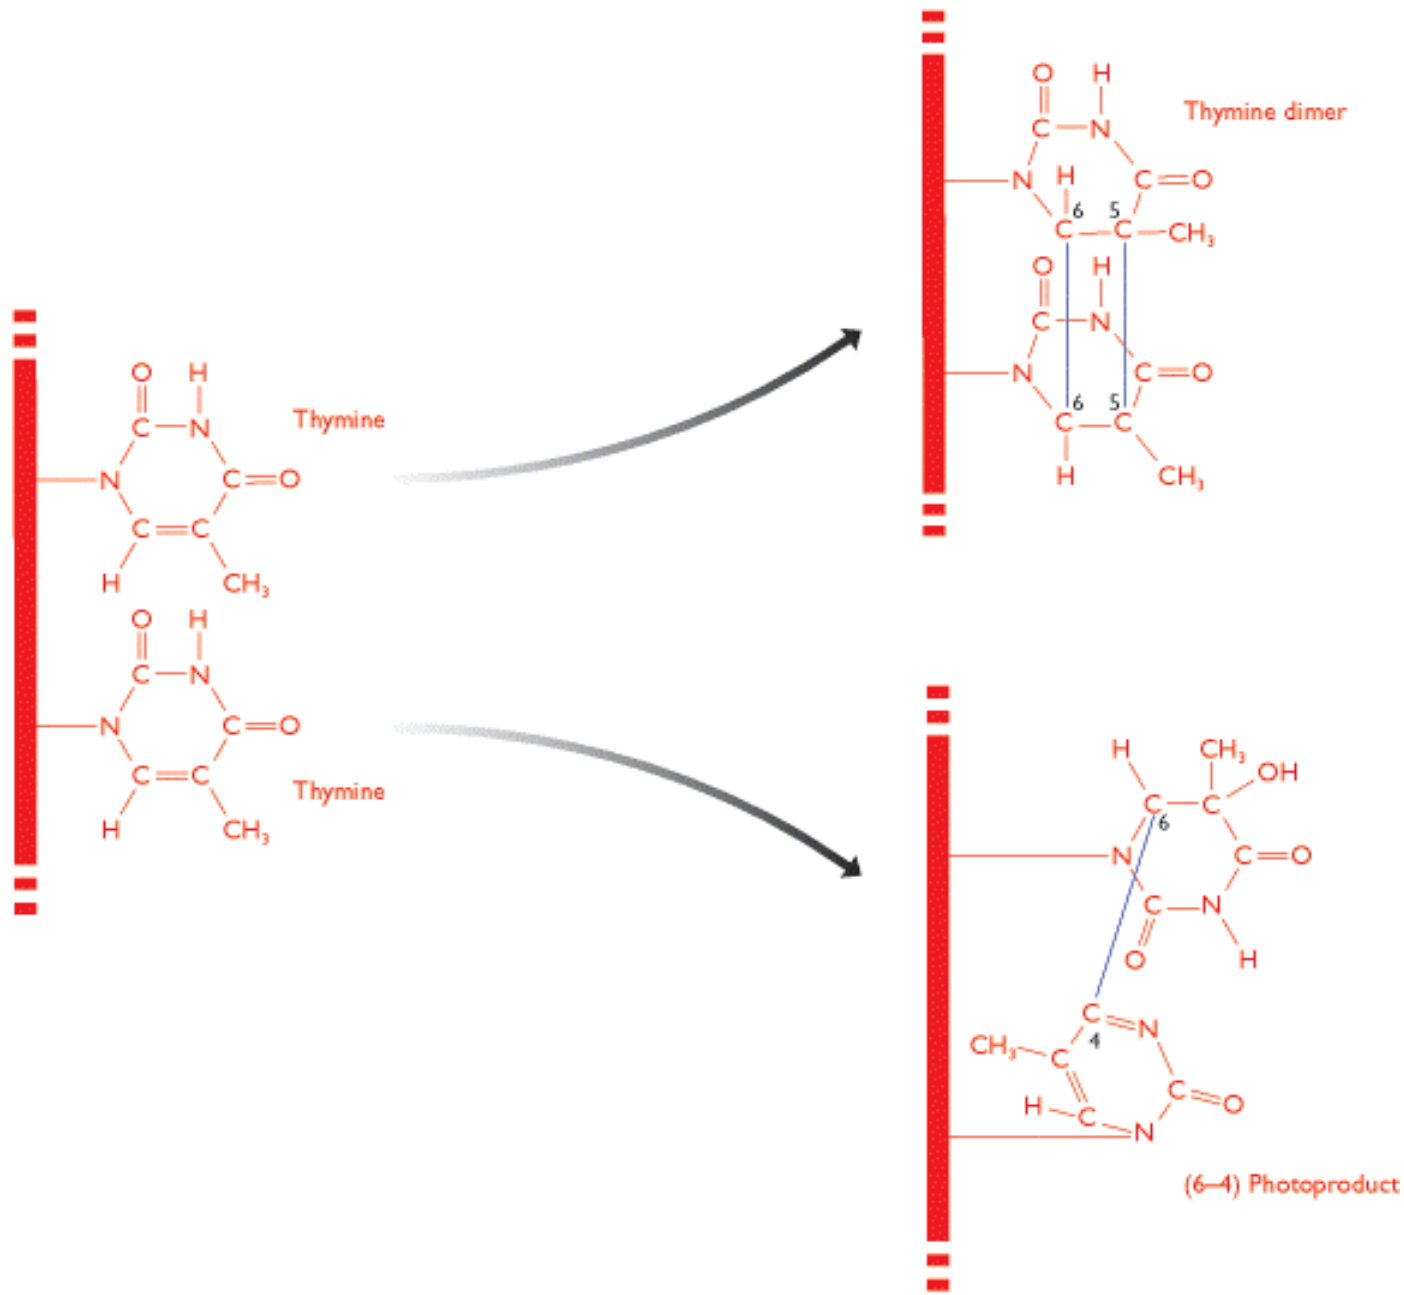 O H
C N
Thymine
N C O
C C
H CH₃
O H
C N
N C O
C C
Thymine
H CH₃
O H
Thymine dimer
C N
N H C O
6 5
C C CH₃
O H
C N
N C O
6 5
C C
H CH₃
H CH₃ OH
C C
6
N C O
C N
O H
C N
4
CH₃ C
C O
H C N
(6–4) Photoproduct